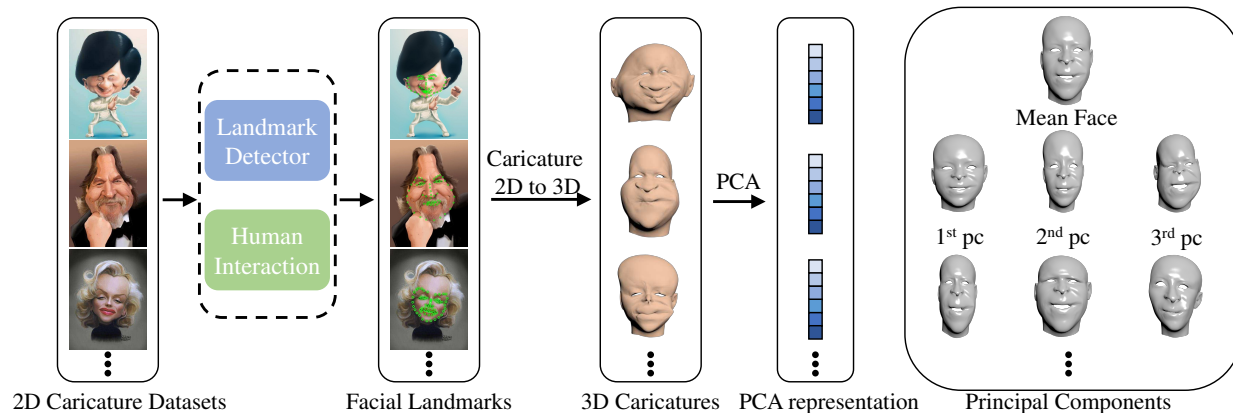 Landmark
Detector
Human
Interaction
Caricature
2D to 3D
PCA
Mean Face
1st pc
2nd pc
3rd pc
2D Caricature Datasets
Facial Landmarks
3D Caricatures
PCA representation
Principal Components